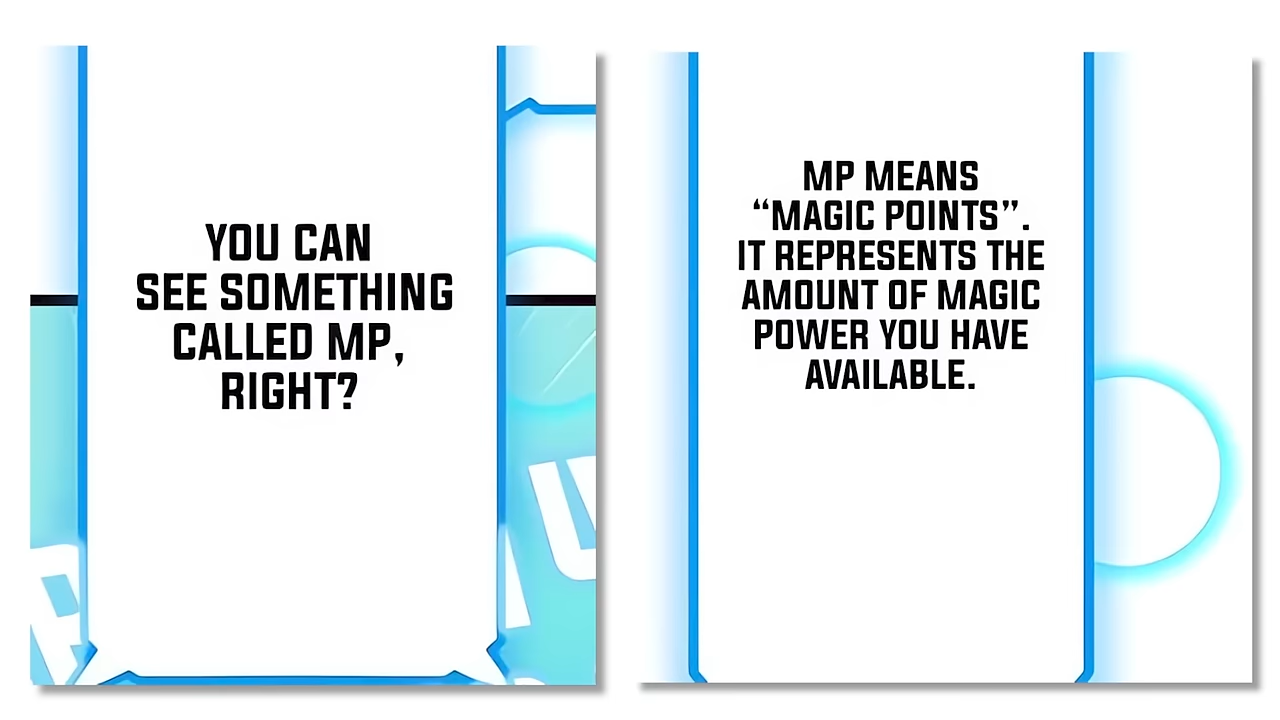 YOU CAN
SEE SOMETHING
CALLED MP,
RIGHT?
MP MEANS
“MAGIC POINTS”.
IT REPRESENTS THE
AMOUNT OF MAGIC
POWER YOU HAVE
AVAILABLE.